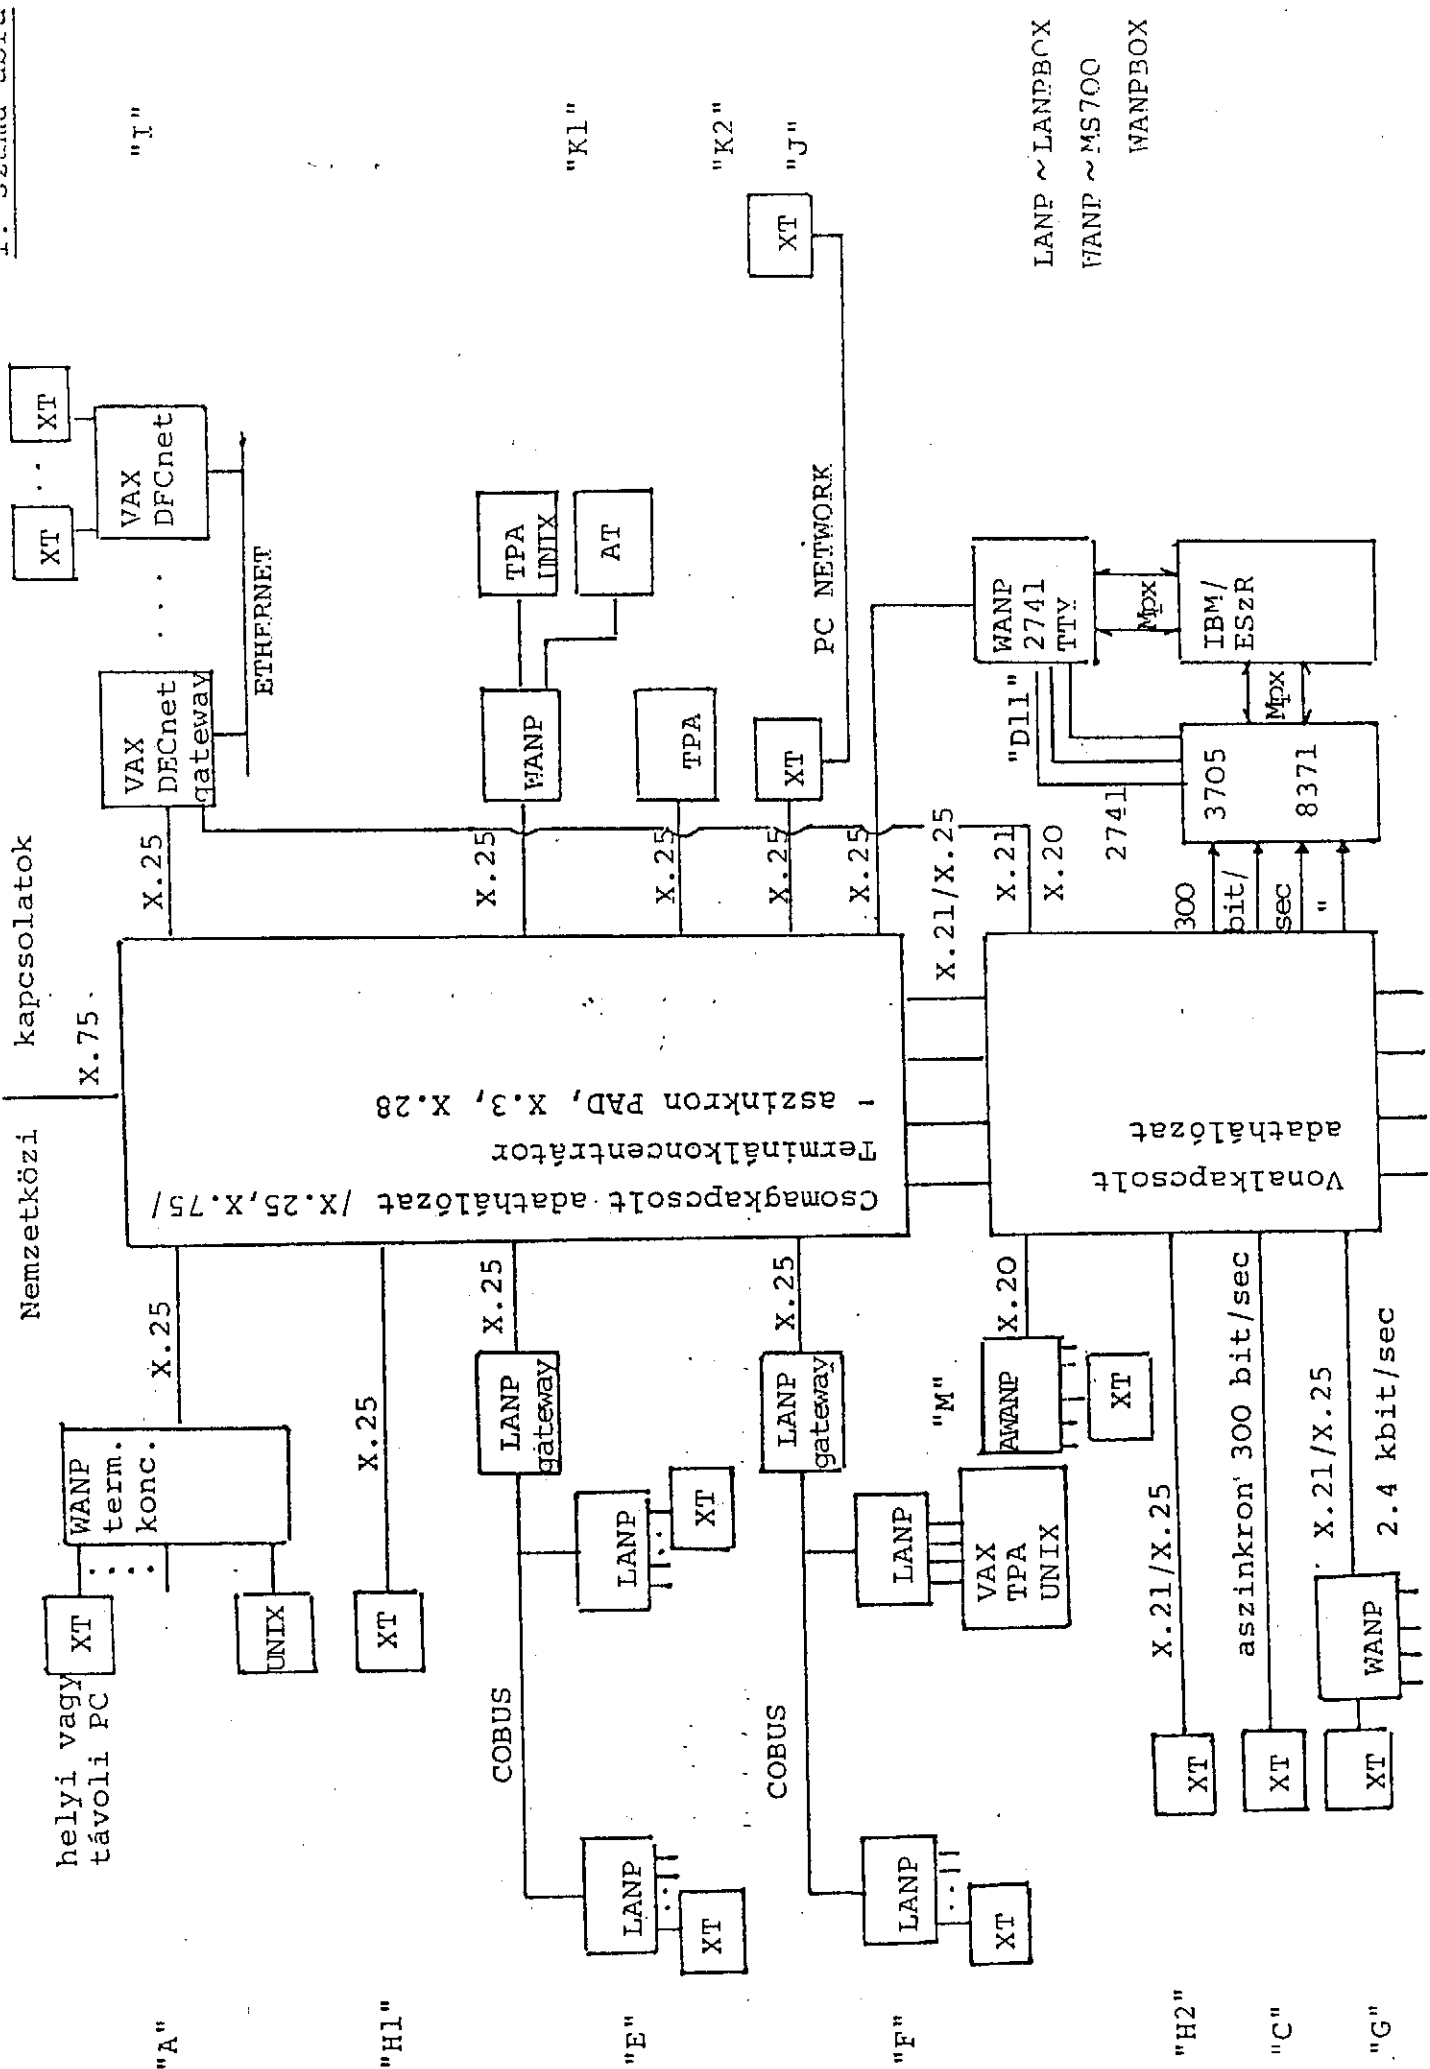 1. számú ábra
Nemzetközi kapcsolatok
X.75
"A"
helyi vagy
távoli PC
XT
UNIX
WANP
term.
konc.
X.25
"H1"
XT
X.25
"E"
COBUS
LANP
XT
LANP
XT
LANP
gateway
X.25
"F"
COBUS
LANP
XT
LANP
VAX
TPA
UNIX
LANP
gateway
X.25
"M"
AWANP
XT
X.20
"H2"
XT
X.21/X.25
"C"
XT
aszinkron 300 bit/sec
"G"
XT
WANP
X.21/X.25
2.4 kbit/sec
Csomagkapcsolt adathálózat /X.25,X.75/
Terminálkoncentrátor
- aszinkron PAD, X.3, X.28
Vonalkapcsolt
adathálózat
X.21/X.25
X.25
VAX
DECnet
gateway
. . .
VAX
DFCnet
XT
. .
XT
ETHERNET
"I"
X.25
WANP
TPA
UNIX
AT
"K1"
X.25
TPA
"K2"
X.25
XT
PC NETWORK
XT
"J"
X.25
WANP
2741
TTY
"D11"
X.21
X.20
2741
300
bit/
sec
"
3705
8371
Mpx
Mpx
IBM/
ESzR
LANP ~ LANPBOX
WANP ~ MS700
WANPBOX